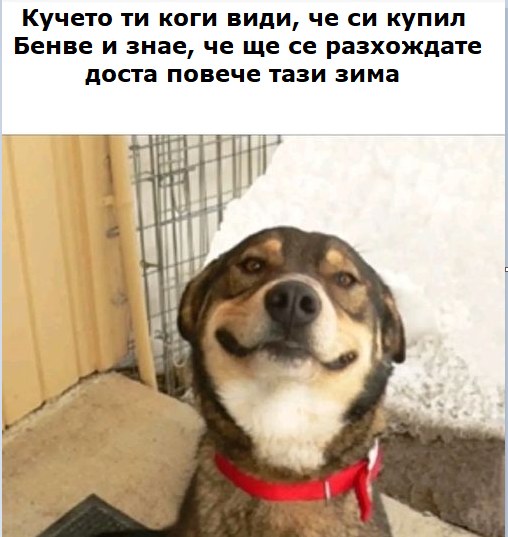 Кучето ти коги види, че си купил
Бенве и знае, че ще се разхождате
доста повече тази зима